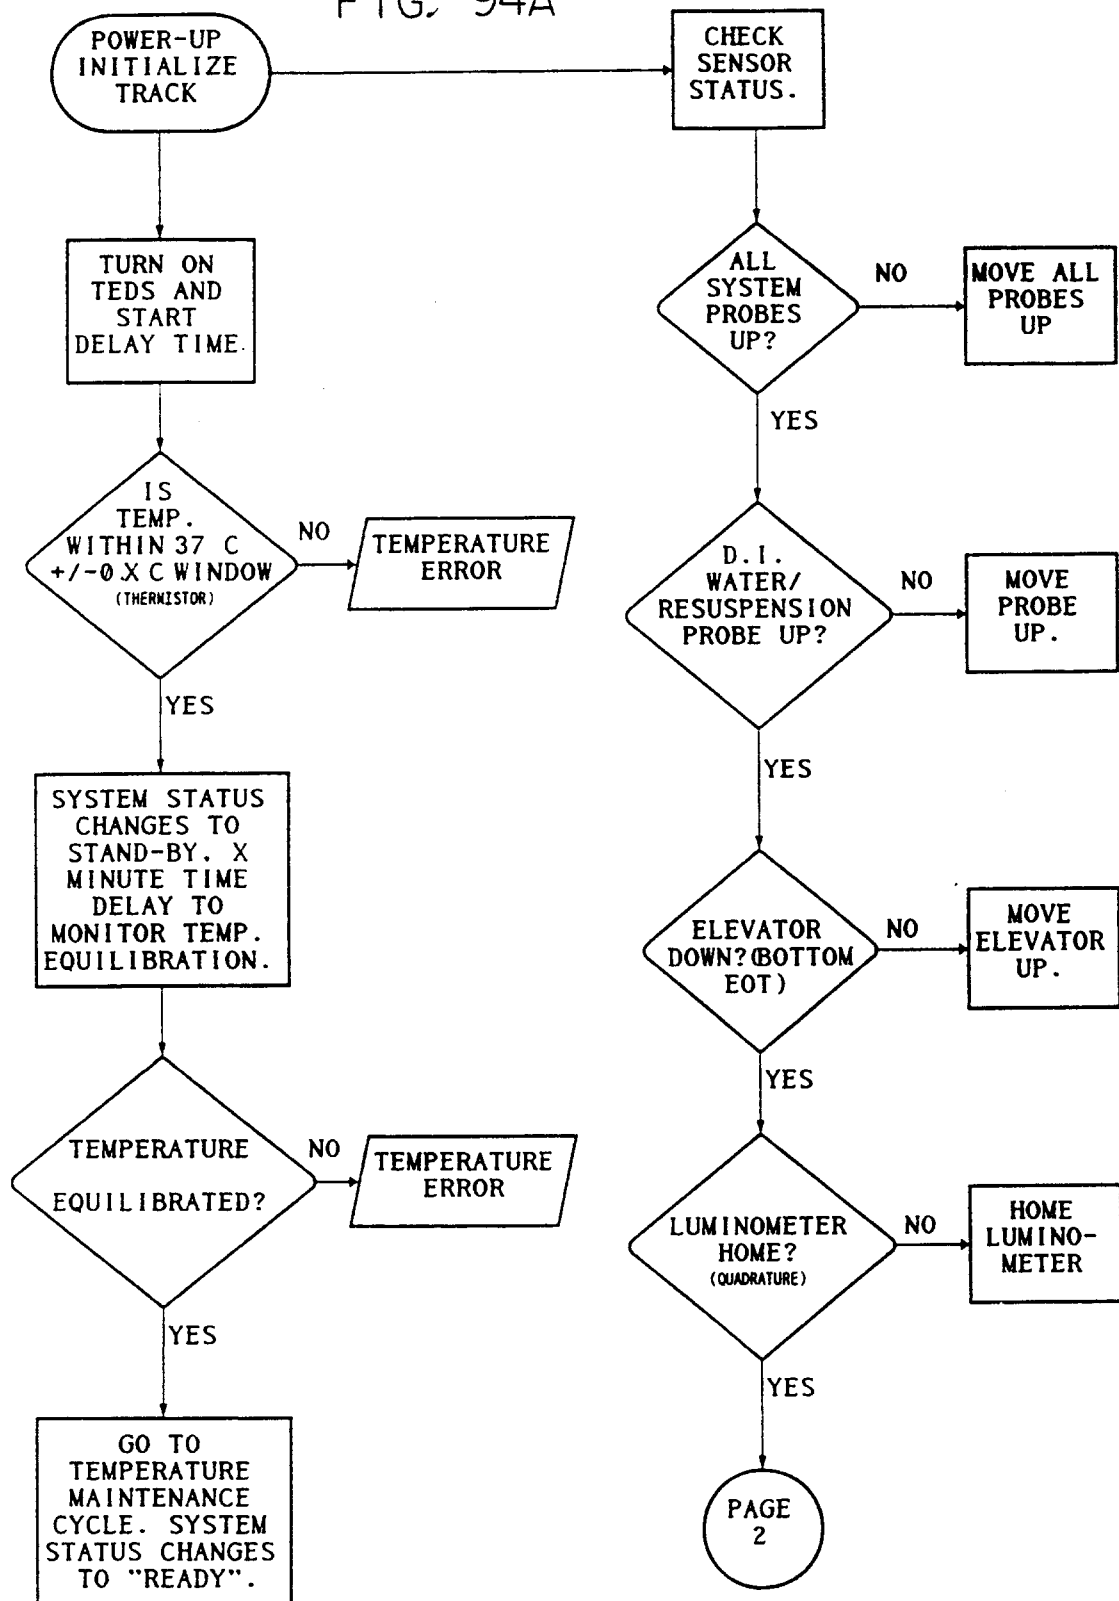 FIG. 94A
POWER-UP
INITIALIZE
TRACK
TURN ON
TEDS AND
START
DELAY TIME.
IS
TEMP.
WITHIN 37 C
+/-0.X C WINDOW
(THERMISTOR)
NO
TEMPERATURE
ERROR
YES
SYSTEM STATUS
CHANGES TO
STAND-BY. X
MINUTE TIME
DELAY TO
MONITOR TEMP.
EQUILIBRATION.
TEMPERATURE
EQUILIBRATED?
NO
TEMPERATURE
ERROR
YES
GO TO
TEMPERATURE
MAINTENANCE
CYCLE. SYSTEM
STATUS CHANGES
TO "READY".
CHECK
SENSOR
STATUS.
ALL
SYSTEM
PROBES
UP?
NO
MOVE ALL
PROBES
UP
YES
D.I.
WATER/
RESUSPENSION
PROBE UP?
NO
MOVE
PROBE
UP.
YES
ELEVATOR
DOWN?(BOTTOM
EOT)
NO
MOVE
ELEVATOR
UP.
YES
LUMINOMETER
HOME?
(QUADRATURE)
NO
HOME
LUMINO-
METER
YES
PAGE
2